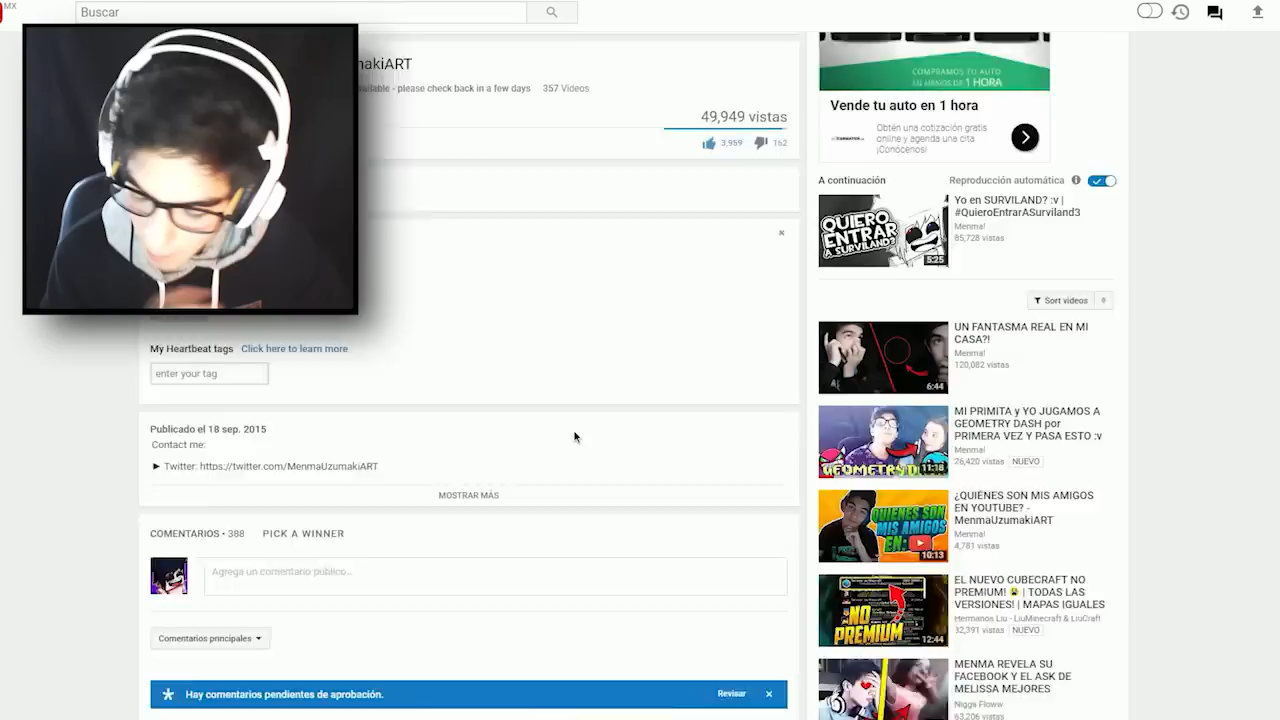 MX
Buscar
makiART
ailable - please check back in a few days 357 Videos
49,949 vistas
3,959 162
My Heartbeat tags Click here to learn more
enter your tag
Publicado el 18 sep. 2015
Contact me:
► Twitter: https://twitter.com/MenmaUzumakiART
MOSTRAR MÁS
COMENTARIOS • 388 PICK A WINNER
Agrega un comentario público...
Comentarios principales
Hay comentarios pendientes de aprobación. Revisar
COMPRAMOS TU AUTO
EN MENOS DE 1 HORA
Vende tu auto en 1 hora
Obtén una cotización gratis
online y agenda una cita
¡Conócenos!
A continuación Reproducción automática
QUIERO
ENTRAR
A SURVILAND?
5:25
Yo en SURVILAND? :v |
#QuieroEntrarASurviland3
Menma!
85,728 vistas
Sort videos 0
6:44
UN FANTASMA REAL EN MI
CASA?!
Menma!
120,082 vistas
GEOMETRY DASH
11:18
MI PRIMITA y YO JUGAMOS A
GEOMETRY DASH por
PRIMERA VEZ Y PASA ESTO :v
Menma!
26,420 vistas NUEVO
QUIENES SON
MIS AMIGOS
EN:
10:13
¿QUIÉNES SON MIS AMIGOS
EN YOUTUBE? -
MenmaUzumakiART
Menma!
4,781 vistas
NO
PREMIUM
12:44
EL NUEVO CUBECRAFT NO
PREMIUM! | TODAS LAS
VERSIONES! | MAPAS IGUALES
Hermanos Liu - LiuMinecraft & LiuCraft
32,391 vistas NUEVO
MENMA REVELA SU
FACEBOOK Y EL ASK DE
MELISSA MEJORES
Nigga Floww
63,206 vistas